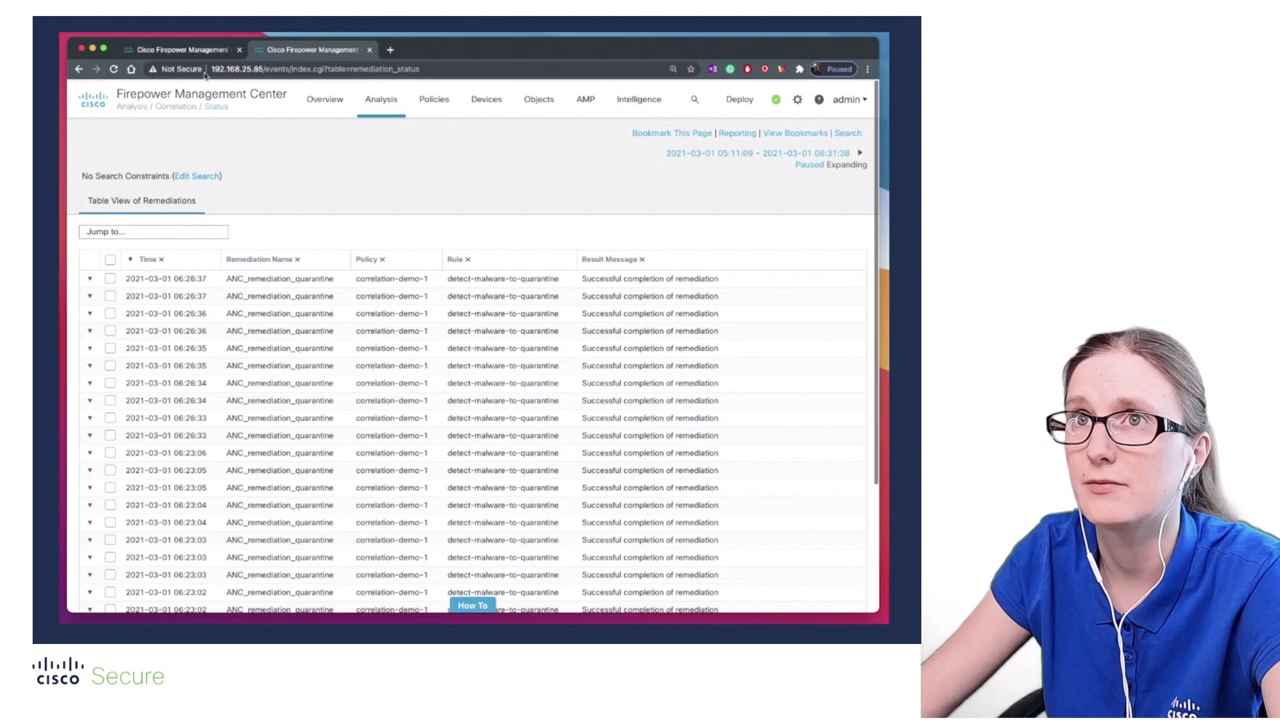 Cisco Firepower Management
Cisco Firepower Management
Not Secure | 192.168.25.85/events/index.cgi?table=remediation_status
Paused
cisco
Firepower Management Center
Analysis / Correlation / Status
Overview Analysis Policies Devices Objects AMP Intelligence Deploy admin
Bookmark This Page | Reporting | View Bookmarks | Search
2021-03-01 05:11:09 - 2021-03-01 06:31:38
Paused Expanding
No Search Constraints (Edit Search)
Table View of Remediations
Jump to...
Time Remediation Name Policy Rule Result Message
2021-03-01 06:26:37 ANC_remediation_quarantine correlation-demo-1 detect-malware-to-quarantine Successful completion of remediation
2021-03-01 06:26:37 ANC_remediation_quarantine correlation-demo-1 detect-malware-to-quarantine Successful completion of remediation
2021-03-01 06:26:36 ANC_remediation_quarantine correlation-demo-1 detect-malware-to-quarantine Successful completion of remediation
2021-03-01 06:26:36 ANC_remediation_quarantine correlation-demo-1 detect-malware-to-quarantine Successful completion of remediation
2021-03-01 06:26:35 ANC_remediation_quarantine correlation-demo-1 detect-malware-to-quarantine Successful completion of remediation
2021-03-01 06:26:35 ANC_remediation_quarantine correlation-demo-1 detect-malware-to-quarantine Successful completion of remediation
2021-03-01 06:26:34 ANC_remediation_quarantine correlation-demo-1 detect-malware-to-quarantine Successful completion of remediation
2021-03-01 06:26:34 ANC_remediation_quarantine correlation-demo-1 detect-malware-to-quarantine Successful completion of remediation
2021-03-01 06:26:33 ANC_remediation_quarantine correlation-demo-1 detect-malware-to-quarantine Successful completion of remediation
2021-03-01 06:26:33 ANC_remediation_quarantine correlation-demo-1 detect-malware-to-quarantine Successful completion of remediation
2021-03-01 06:23:06 ANC_remediation_quarantine correlation-demo-1 detect-malware-to-quarantine Successful completion of remediation
2021-03-01 06:23:05 ANC_remediation_quarantine correlation-demo-1 detect-malware-to-quarantine Successful completion of remediation
2021-03-01 06:23:05 ANC_remediation_quarantine correlation-demo-1 detect-malware-to-quarantine Successful completion of remediation
2021-03-01 06:23:04 ANC_remediation_quarantine correlation-demo-1 detect-malware-to-quarantine Successful completion of remediation
2021-03-01 06:23:04 ANC_remediation_quarantine correlation-demo-1 detect-malware-to-quarantine Successful completion of remediation
2021-03-01 06:23:03 ANC_remediation_quarantine correlation-demo-1 detect-malware-to-quarantine Successful completion of remediation
2021-03-01 06:23:03 ANC_remediation_quarantine correlation-demo-1 detect-malware-to-quarantine Successful completion of remediation
2021-03-01 06:23:03 ANC_remediation_quarantine correlation-demo-1 detect-malware-to-quarantine Successful completion of remediation
2021-03-01 06:23:02 ANC_remediation_quarantine correlation-demo-1 detect-malware-to-quarantine Successful completion of remediation
2021-03-01 06:23:02 ANC_remediation_quarantine correlation-demo-1 detect-malware-to-quarantine Successful completion of remediation
How To
CISCO Secure
CISCO